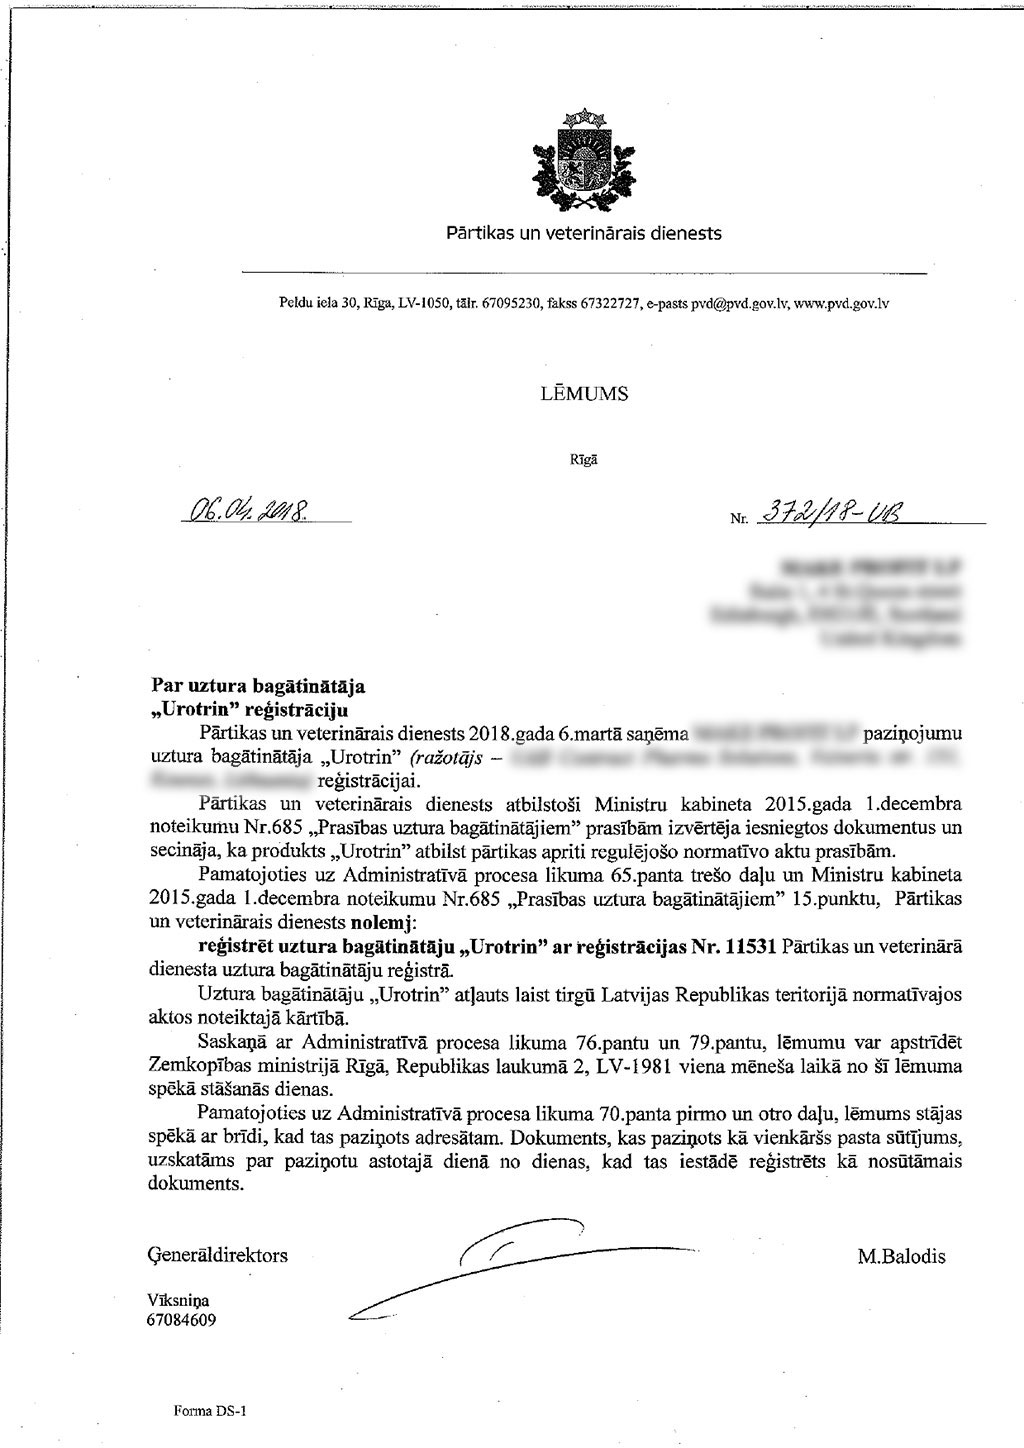 Pārtikas un veterinārais dienests
Peldu iela 30, Rīga, LV-1050, tālr. 67095230, fakss 67322727, e-pasts pvd@pvd.gov.lv, www.pvd.gov.lv
LĒMUMS
Rīgā
06.04.2018. Nr. 372/18-UB
Par uztura bagātinātāja
„Urotrin” reģistrāciju
Pārtikas un veterinārais dienests 2018.gada 6.martā saņēma paziņojumu
uztura bagātinātāja „Urotrin” (ražotājs –
reģistrācijai.
Pārtikas un veterinārais dienests atbilstoši Ministru kabineta 2015.gada 1.decembra
noteikumu Nr.685 „Prasības uztura bagātinātājiem” prasībām izvērtēja iesniegtos dokumentus un
secināja, ka produkts „Urotrin” atbilst pārtikas apriti regulējošo normatīvo aktu prasībām.
Pamatojoties uz Administratīvā procesa likuma 65.panta trešo daļu un Ministru kabineta
2015.gada 1.decembra noteikumu Nr.685 „Prasības uztura bagātinātājiem” 15.punktu, Pārtikas
un veterinārais dienests nolemj:
reģistrēt uztura bagātinātāju „Urotrin” ar reģistrācijas Nr. 11531 Pārtikas un veterinārā
dienesta uztura bagātinātāju reģistrā.
Uztura bagātinātāju „Urotrin” atļauts laist tirgū Latvijas Republikas teritorijā normatīvajos
aktos noteiktajā kārtībā.
Saskaņā ar Administratīvā procesa likuma 76.pantu un 79.pantu, lēmumu var apstrīdēt
Zemkopības ministrijā Rīgā, Republikas laukumā 2, LV-1981 viena mēneša laikā no šī lēmuma
spēkā stāšanās dienas.
Pamatojoties uz Administratīvā procesa likuma 70.panta pirmo un otro daļu, lēmums stājas
spēkā ar brīdi, kad tas paziņots adresātam. Dokuments, kas paziņots kā vienkāršs pasta sūtījums,
uzskatāms par paziņotu astotajā dienā no dienas, kad tas iestādē reģistrēts kā nosūtāmais
dokuments.
Ģenerāldirektors M.Balodis
Vīksniņa
67084609
Forma DS-1